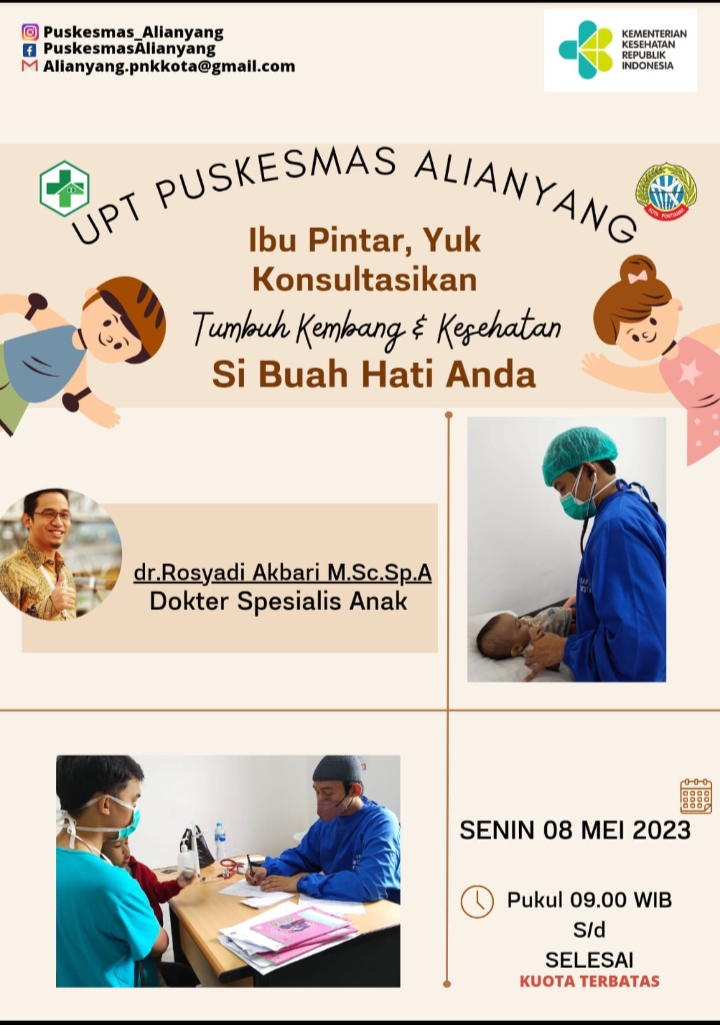 Puskesmas_Alianyang
PuskesmasAlianyang
Alianyang.pnkkota@gmail.com
KEMENTERIAN
KESEHATAN
REPUBLIK
INDONESIA
UPT PUSKESMAS ALIANYANG
Ibu Pintar, Yuk
Konsultasikan
Tumbuh Kembang & Kesehatan
Si Buah Hati Anda
dr.Rosyadi Akbari M.Sc.Sp.A
Dokter Spesialis Anak
SENIN 08 MEI 2023
Pukul 09.00 WIB
S/d
SELESAI
KUOTA TERBATAS